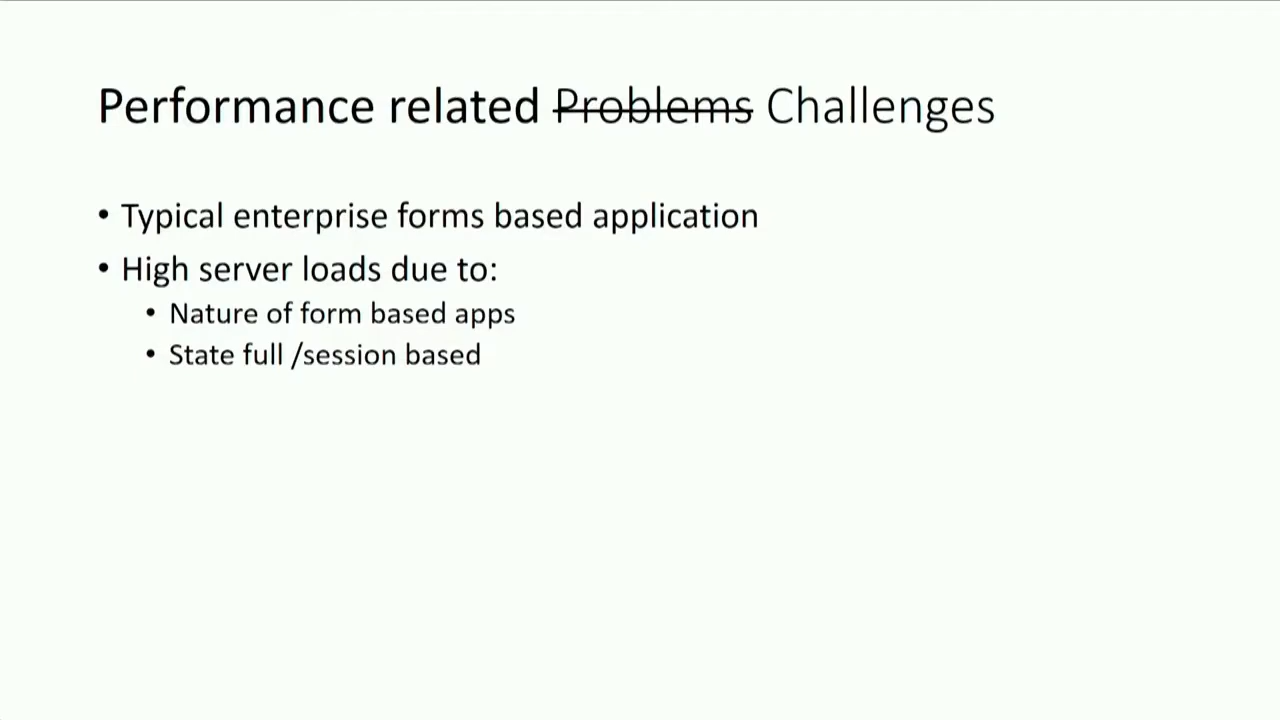 Performance related Problems Challenges
• Typical enterprise forms based application
• High server loads due to:
• Nature of form based apps
• State full /session based